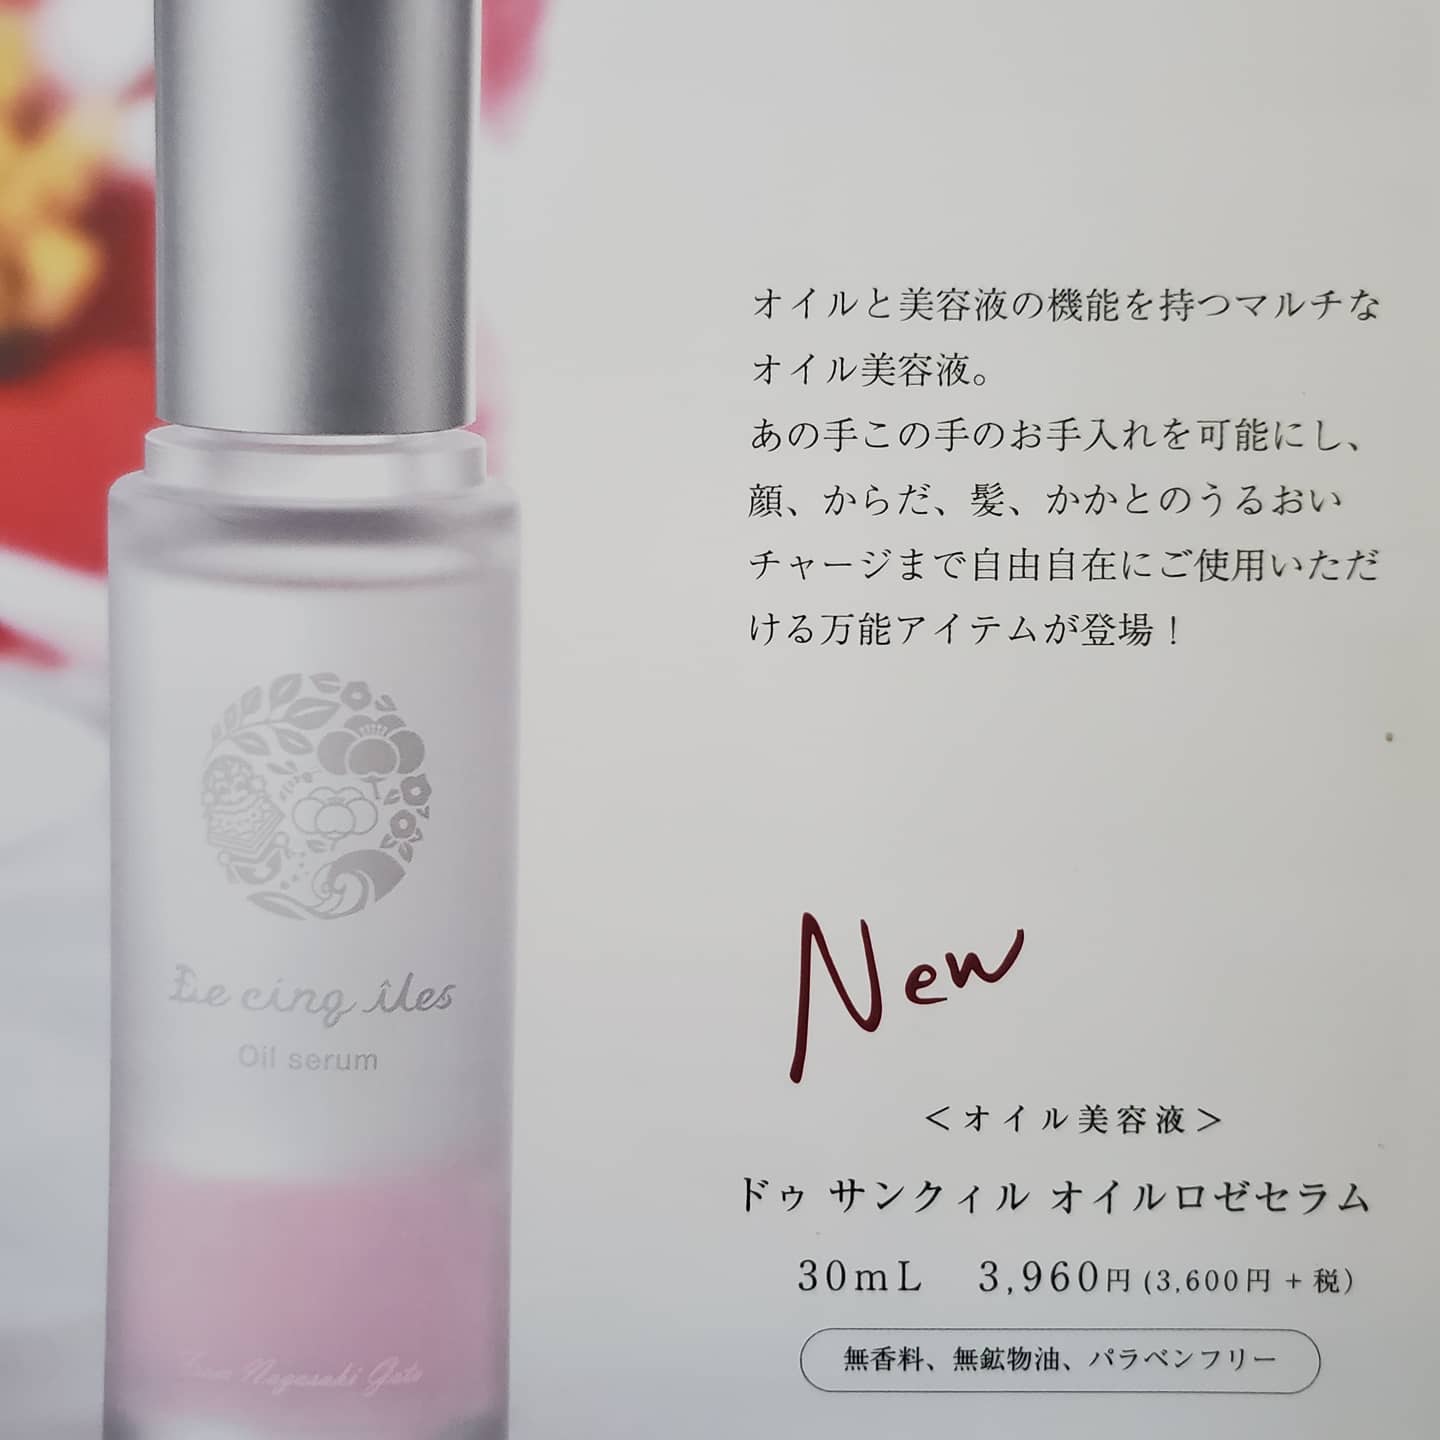 オイルと美容液の機能を持つマルチな
オイル美容液。
あの手この手のお手入れを可能にし、
顔、からだ、髪、かかとのうるおい
チャージまで自由自在にご使用いただ
ける万能アイテムが登場！
New
＜オイル美容液＞
ドゥ サンクィル オイルロゼセラム
30mL 3,960円(3,600円 + 税)
無香料、無鉱物油、パラベンフリー
De cinq îles
Oil serum
From Nagasaki Goto